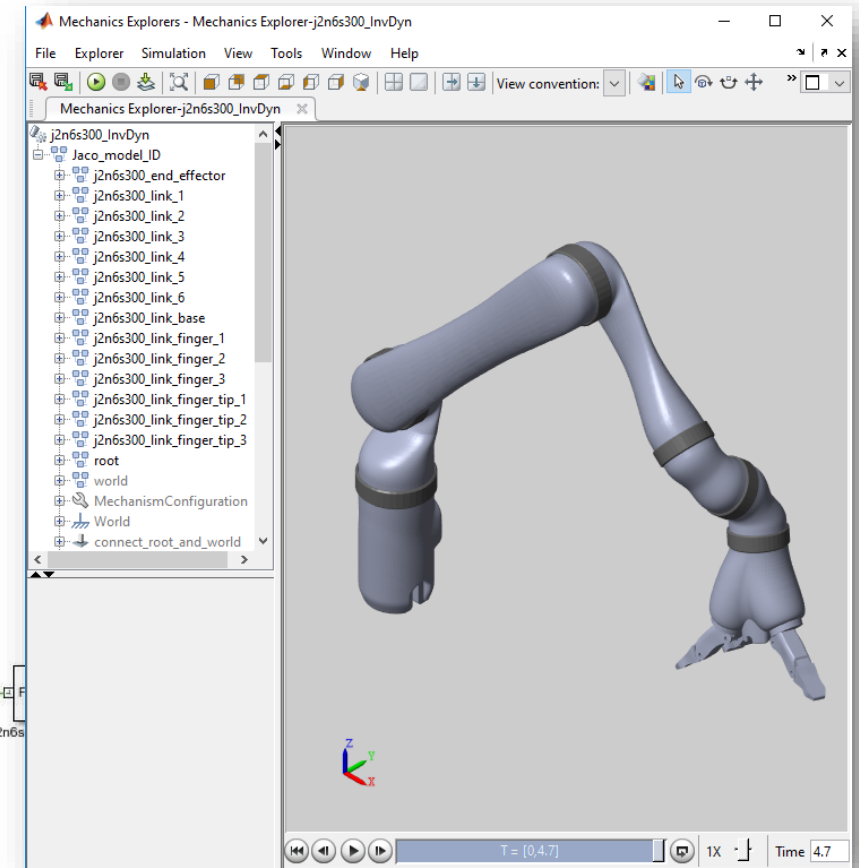 Mechanics Explorers - Mechanics Explorer-j2n6s300_InvDyn
File Explorer Simulation View Tools Window Help
View convention:
Mechanics Explorer-j2n6s300_InvDyn
j2n6s300_InvDyn
Jaco_model_ID
j2n6s300_end_effector
j2n6s300_link_1
j2n6s300_link_2
j2n6s300_link_3
j2n6s300_link_4
j2n6s300_link_5
j2n6s300_link_6
j2n6s300_link_base
j2n6s300_link_finger_1
j2n6s300_link_finger_2
j2n6s300_link_finger_3
j2n6s300_link_finger_tip_1
j2n6s300_link_finger_tip_2
j2n6s300_link_finger_tip_3
root
world
MechanismConfiguration
World
connect_root_and_world
F
2n6s
Z
Y
X
T = [0,4.7]
1X
Time 4.7